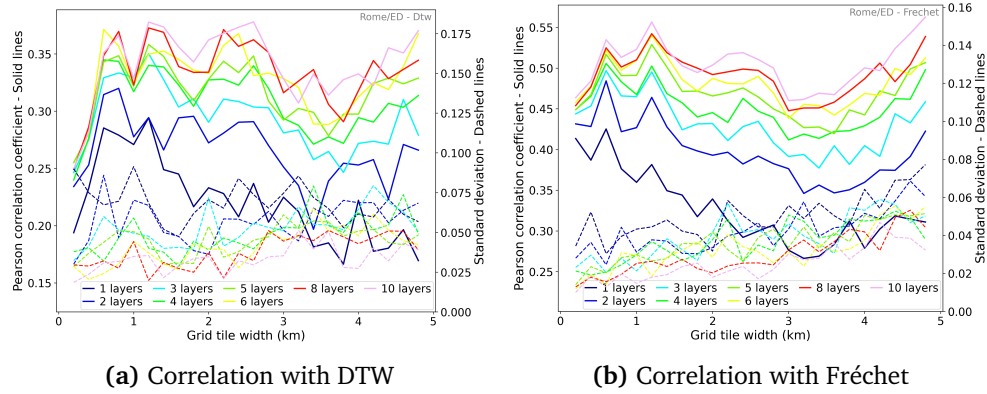 Rome/ED - Dtw
Pearson correlation coefficient - Solid lines
0.35
0.30
0.25
0.20
0.15
0.175
0.150
0.125
0.100
0.075
0.050
0.025
0.000
Standard deviation - Dashed lines
1 layers 3 layers 5 layers 8 layers 10 layers
2 layers 4 layers 6 layers
0 1 2 3 4 5
Grid tile width (km)
(a) Correlation with DTW
Rome/ED - Frechet
Pearson correlation coefficient - Solid lines
0.55
0.50
0.45
0.40
0.35
0.30
0.25
0.16
0.14
0.12
0.10
0.08
0.06
0.04
0.02
0.00
Standard deviation - Dashed lines
1 layers 3 layers 5 layers 8 layers 10 layers
2 layers 4 layers 6 layers
0 1 2 3 4 5
Grid tile width (km)
(b) Correlation with Fréchet